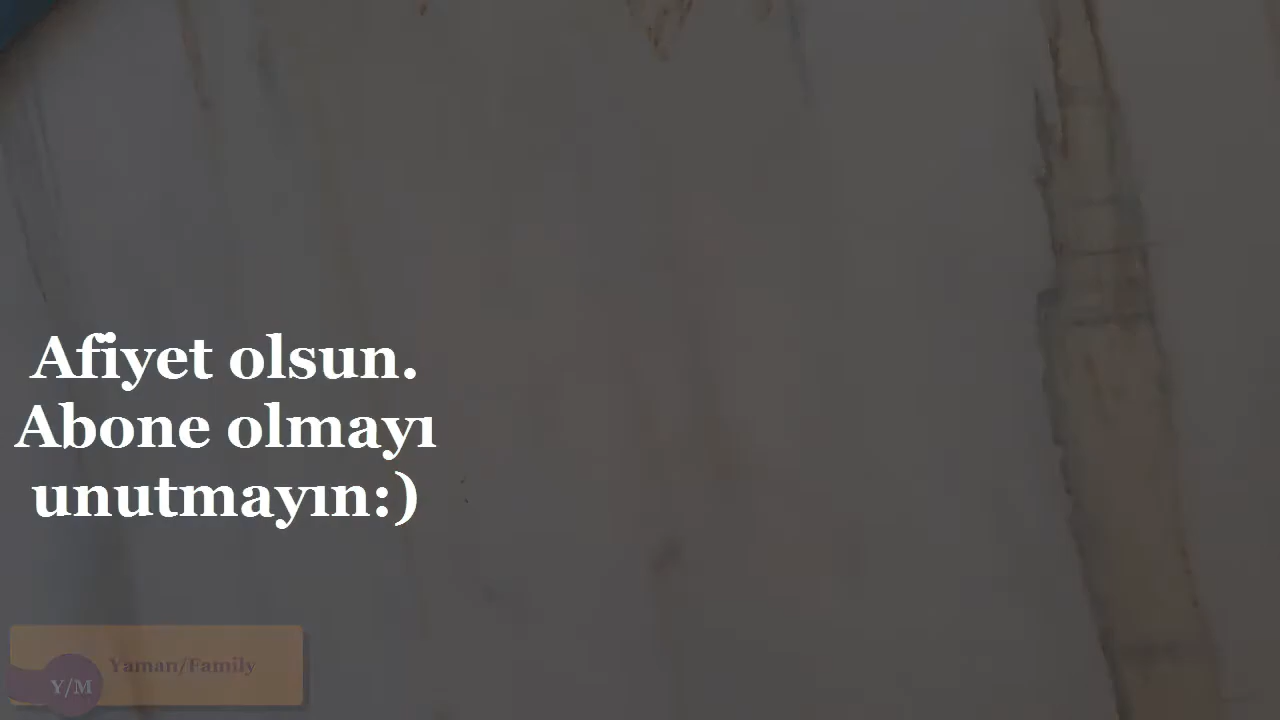 Afiyet olsun.
Abone olmayı
unutmayın:)
Yaman/Family
Y/M